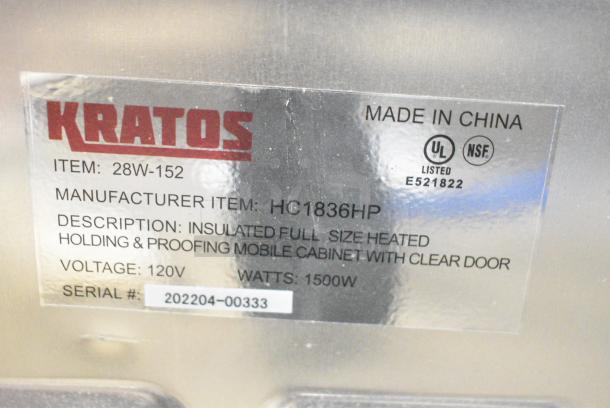 KRATOS
MADE IN CHINA
UL
LISTED
E521822
NSF
ITEM: 28W-152
MANUFACTURER ITEM: HC1836HP
DESCRIPTION: INSULATED FULL SIZE HEATED
HOLDING & PROOFING MOBILE CABINET WITH CLEAR DOOR
VOLTAGE: 120V WATTS: 1500W
SERIAL #: 202204-00333